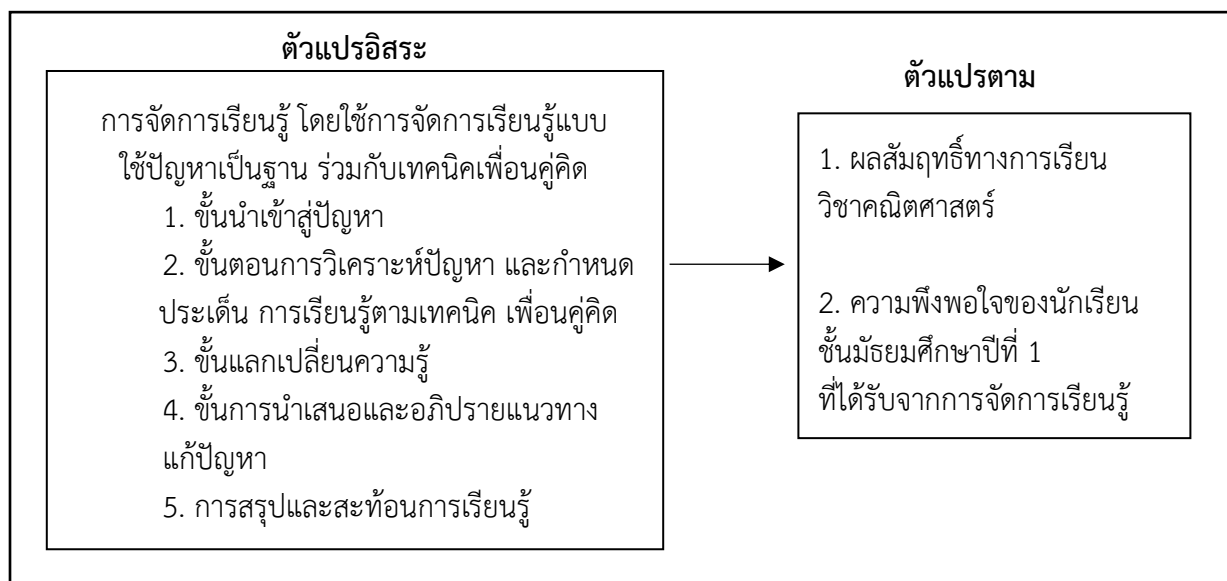 ตัวแปรอิสระ
การจัดการเรียนรู้ โดยใช้การจัดการเรียนรู้แบบ
ใช้ปัญหาเป็นฐาน ร่วมกับเทคนิคเพื่อนคู่คิด
1. ขั้นนำเข้าสู่ปัญหา
2. ขั้นตอนการวิเคราะห์ปัญหา และกำหนด
ประเด็น การเรียนรู้ตามเทคนิค เพื่อนคู่คิด
3. ขั้นแลกเปลี่ยนความรู้
4. ขั้นการนำเสนอและอภิปรายแนวทาง
แก้ปัญหา
5. การสรุปและสะท้อนการเรียนรู้
ตัวแปรตาม
1. ผลสัมฤทธิ์ทางการเรียน
วิชาคณิตศาสตร์
2. ความพึงพอใจของนักเรียน
ชั้นมัธยมศึกษาปีที่ 1
ที่ได้รับจากการจัดการเรียนรู้